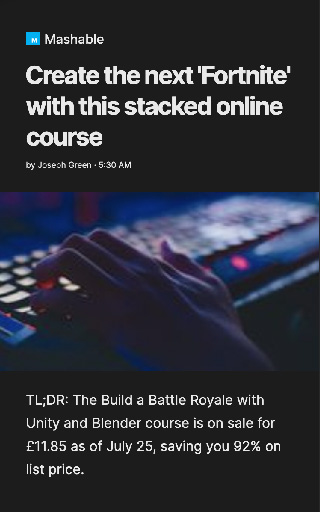 M Mashable
Create the next 'Fortnite'
with this stacked online
course
by Joseph Green · 5:30 AM
TL;DR: The Build a Battle Royale with
Unity and Blender course is on sale for
£11.85 as of July 25, saving you 92% on
list price.